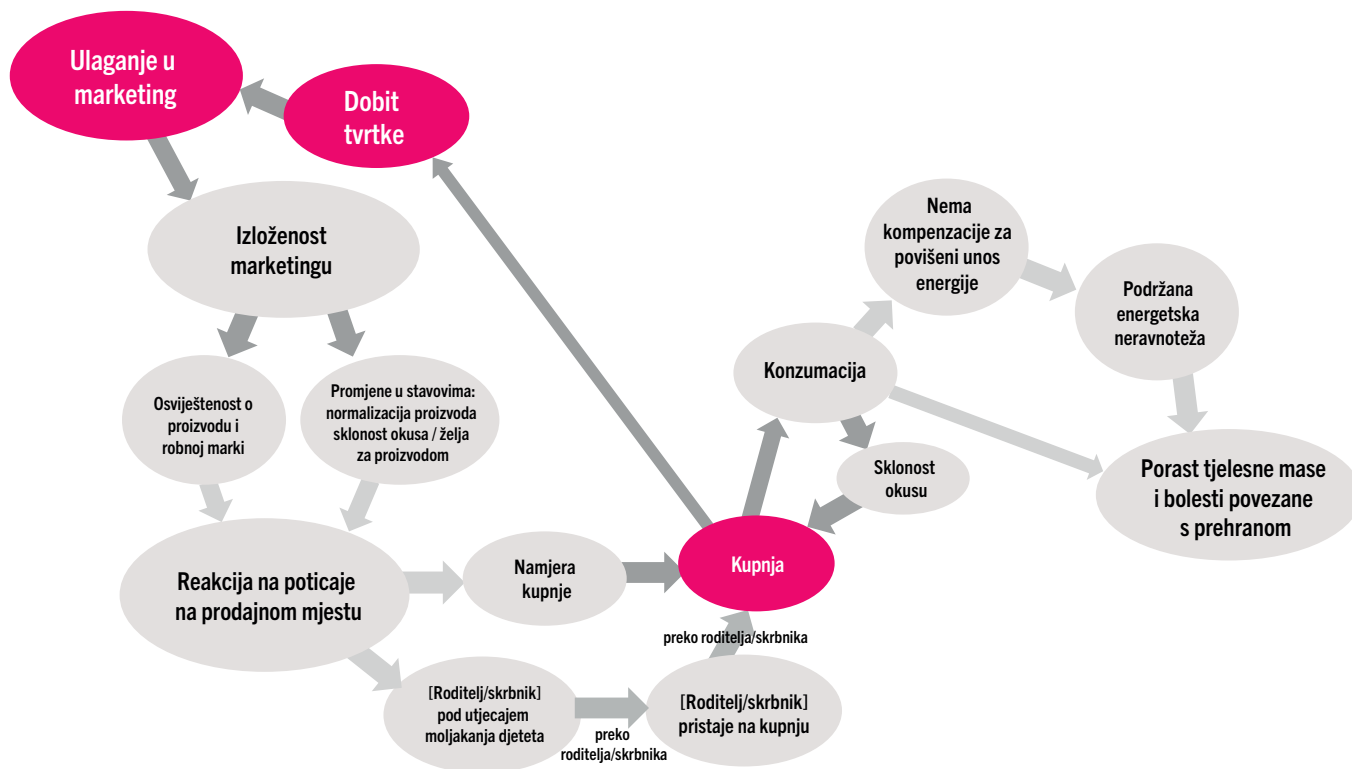 Ulaganje u
marketing
Dobit
tvrtke
Izloženost
marketingu
Osviještenost o
proizvodu i
robnoj marki
Promjene u stavovima:
normalizacija proizvoda
sklonost okusa / želja
za proizvodom
Reakcija na poticaje
na prodajnom mjestu
Namjera
kupnje
[Roditelj/skrbnik]
pod utjecajem
moljakanja djeteta
preko
roditelja/skrbnika
[Roditelj/skrbnik]
pristaje na kupnju
preko roditelja/skrbnika
Kupnja
Konzumacija
Sklonost
okusu
Nema
kompenzacije za
povišeni unos
energije
Podržana
energetska
neravnoteža
Porast tjelesne mase
i bolesti povezane
s prehranom